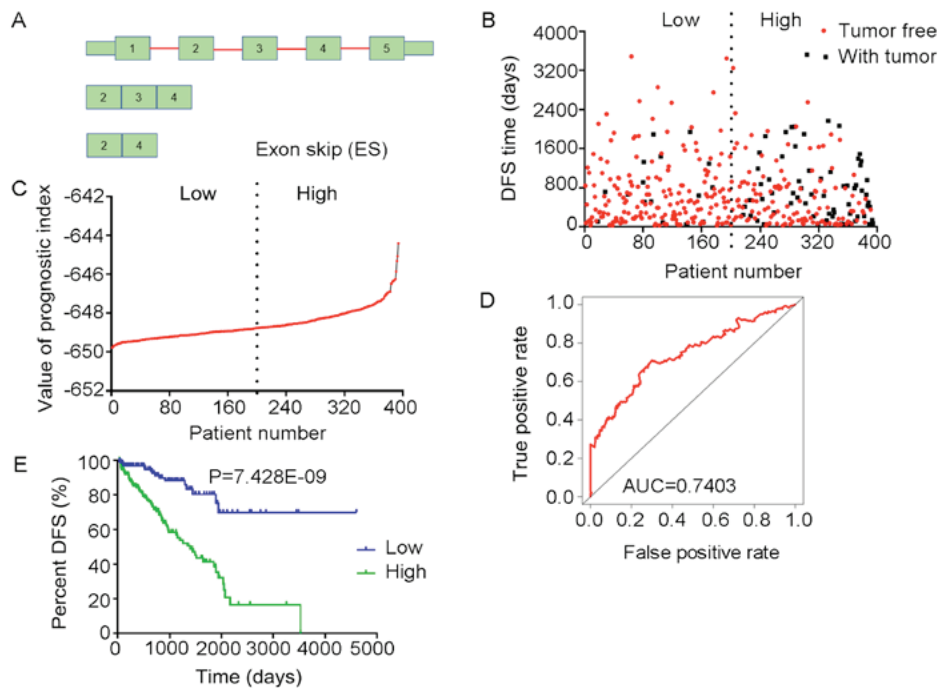 A
1 2 3 4 5
2 3 4
2 4
Exon skip (ES)
B
Low High
Tumor free
With tumor
DFS time (days)
4000
3200
2400
1600
800
0
0 80 160 240 320 400
Patient number
C
Low High
Value of prognostic index
-642
-644
-646
-648
-650
-652
0 80 160 240 320 400
Patient number
D
True positive rate
1.0
0.8
0.6
0.4
0.2
0.0
AUC=0.7403
0.0 0.2 0.4 0.6 0.8 1.0
False positive rate
E
P=7.428E-09
Percent DFS (%)
100
80
60
40
20
0
Low
High
0 1000 2000 3000 4000 5000
Time (days)